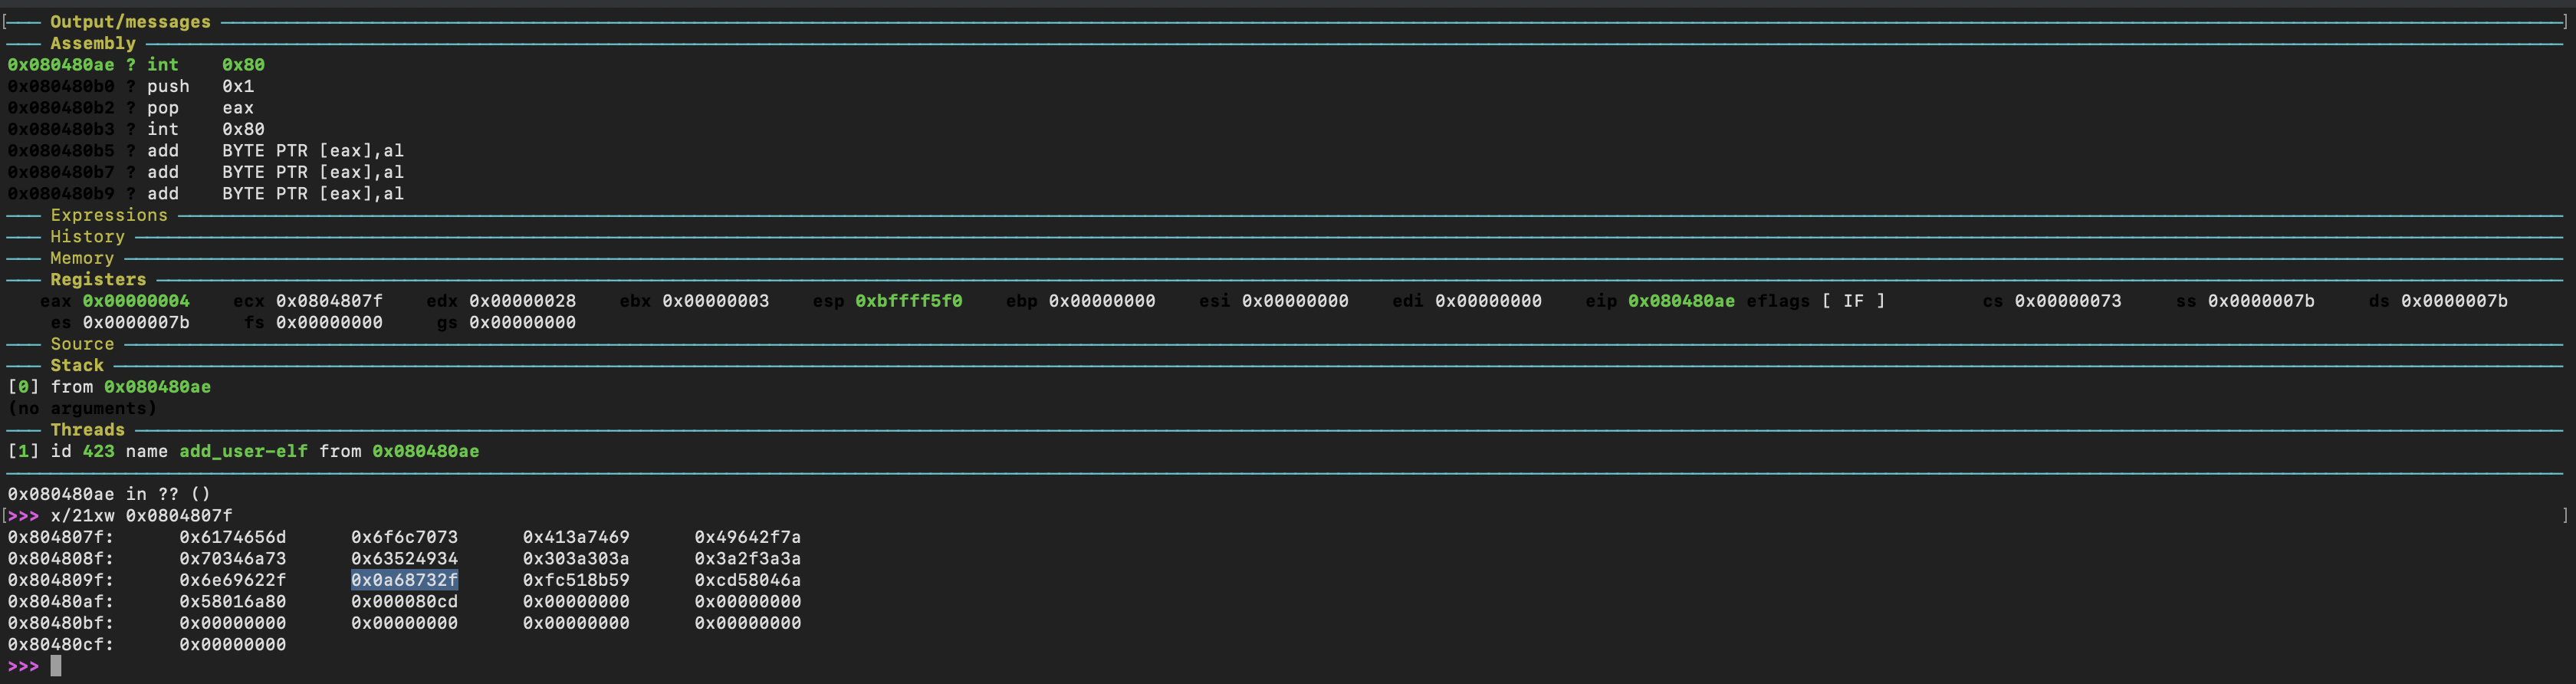 Output/messages
Assembly
0x080480ae ? int 0x80
0x080480b0 ? push 0x1
0x080480b2 ? pop eax
0x080480b3 ? int 0x80
0x080480b5 ? add BYTE PTR [eax],al
0x080480b7 ? add BYTE PTR [eax],al
0x080480b9 ? add BYTE PTR [eax],al
Expressions
History
Memory
Registers
eax 0x00000004 ecx 0x0804807f edx 0x00000028 ebx 0x00000003 esp 0xbffff5f0 ebp 0x00000000 esi 0x00000000 edi 0x00000000 eip 0x080480ae eflags [ IF ] cs 0x00000073 ss 0x0000007b ds 0x0000007b
es 0x0000007b fs 0x00000000 gs 0x00000000
Source
Stack
[0] from 0x080480ae
(no arguments)
Threads
[1] id 423 name add_user-elf from 0x080480ae
0x080480ae in ?? ()
>>> x/21xw 0x0804807f
0x804807f: 0x6174656d 0x6f6c7073 0x413a7469 0x49642f7a
0x804808f: 0x70346a73 0x63524934 0x303a303a 0x3a2f3a3a
0x804809f: 0x6e69622f 0x0a68732f 0xfc518b59 0xcd58046a
0x80480af: 0x58016a80 0x000080cd 0x00000000 0x00000000
0x80480bf: 0x00000000 0x00000000 0x00000000 0x00000000
0x80480cf: 0x00000000
>>>